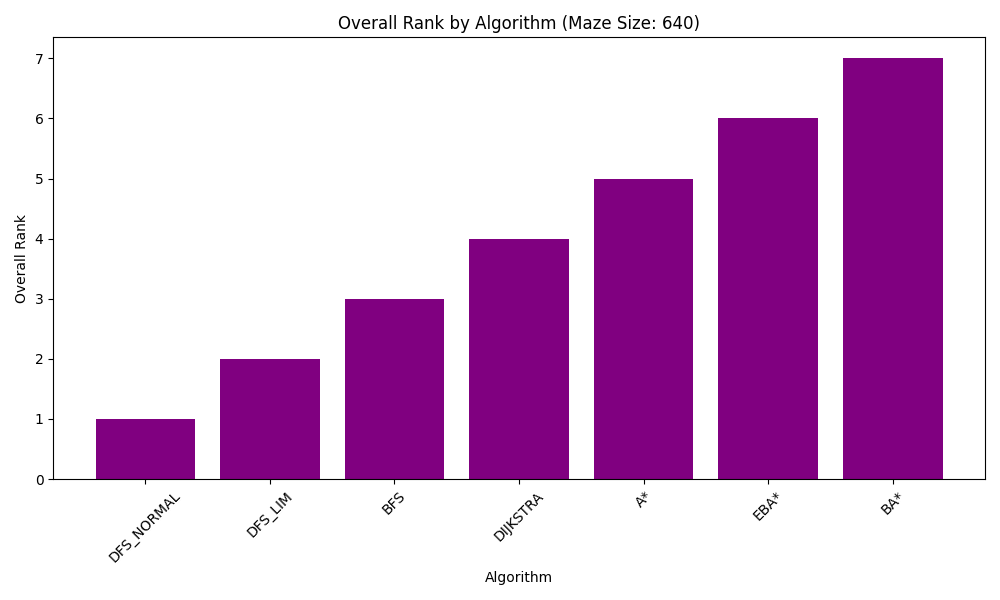 Overall Rank by Algorithm (Maze Size: 640)
Overall Rank
7
6
5
4
3
2
1
0
DFS_NORMAL
DFS_LIM
BFS
DIJKSTRA
A*
EBA*
BA*
Algorithm